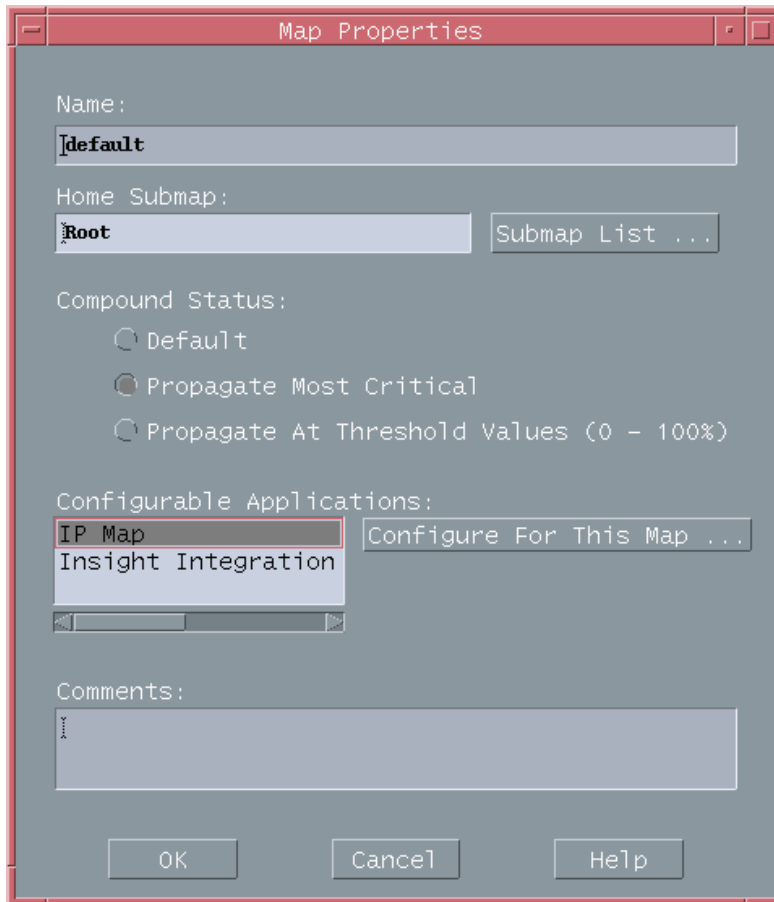 Map Properties
Name:
default
Home Submap:
Root
Submap List ...
Compound Status:
Default
Propagate Most Critical
Propagate At Threshold Values (0 - 100%)
Configurable Applications:
IP Map
Configure For This Map ...
Insight Integration
Comments:
OK
Cancel
Help